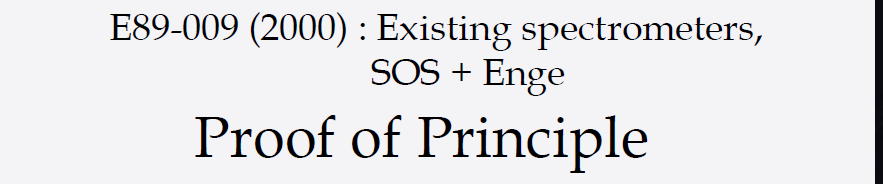 E89-009 (2000) : Existing spectrometers,
SOS + Enge
Proof of Principle